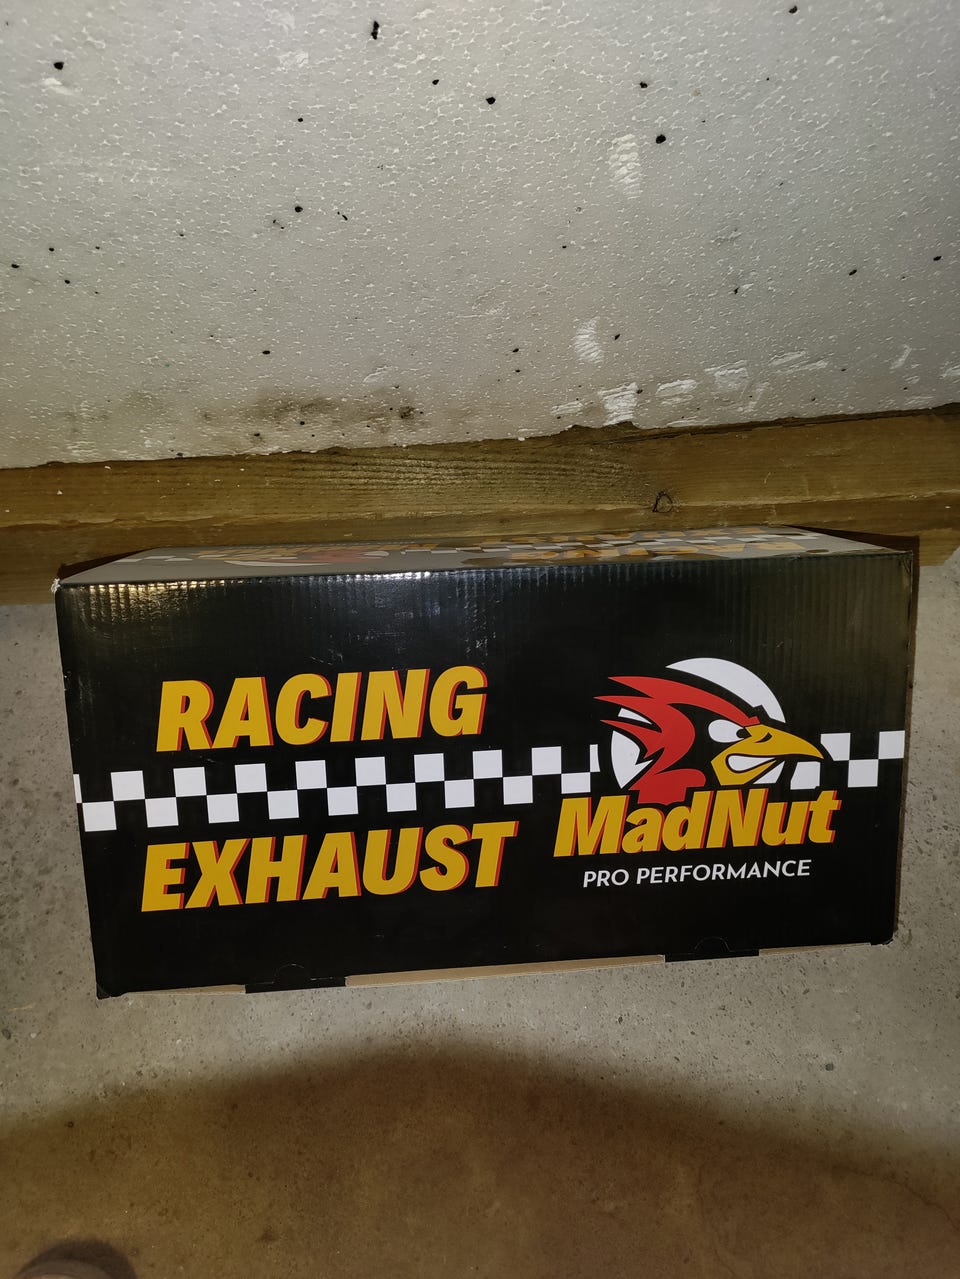 RACING
EXHAUST
MadNut
PRO PERFORMANCE